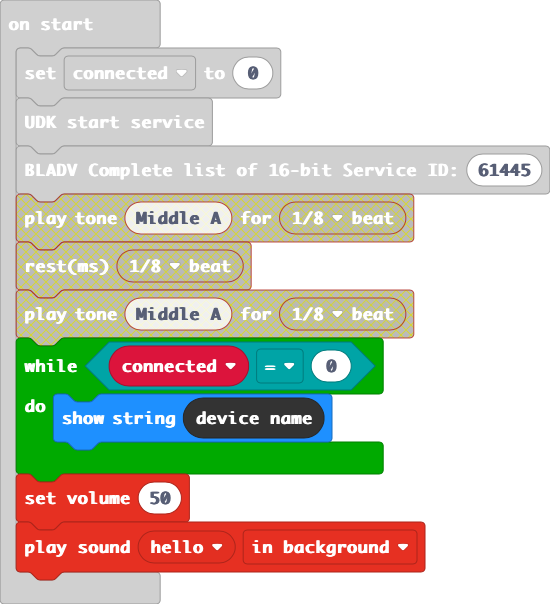 on start
set connected to 0
UDK start service
BLADV Complete list of 16-bit Service ID: 61445
play tone Middle A for 1/8 beat
rest(ms) 1/8 beat
play tone Middle A for 1/8 beat
while connected = 0
do
show string device name
set volume 50
play sound hello in background